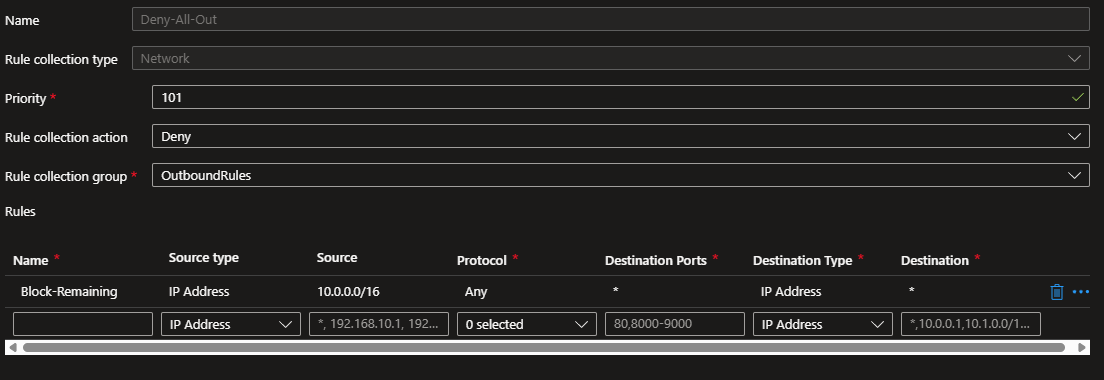 Name Deny-All-Out
Rule collection type Network
Priority * 101
Rule collection action Deny
Rule collection group * OutboundRules
Rules
Name * Source type Source Protocol * Destination Ports * Destination Type * Destination *
Block-Remaining IP Address 10.0.0.0/16 Any * IP Address *
IP Address *, 192.168.10.1, 192... 0 selected 80,8000-9000 IP Address *,10.0.0.1,10.1.0.0/1...